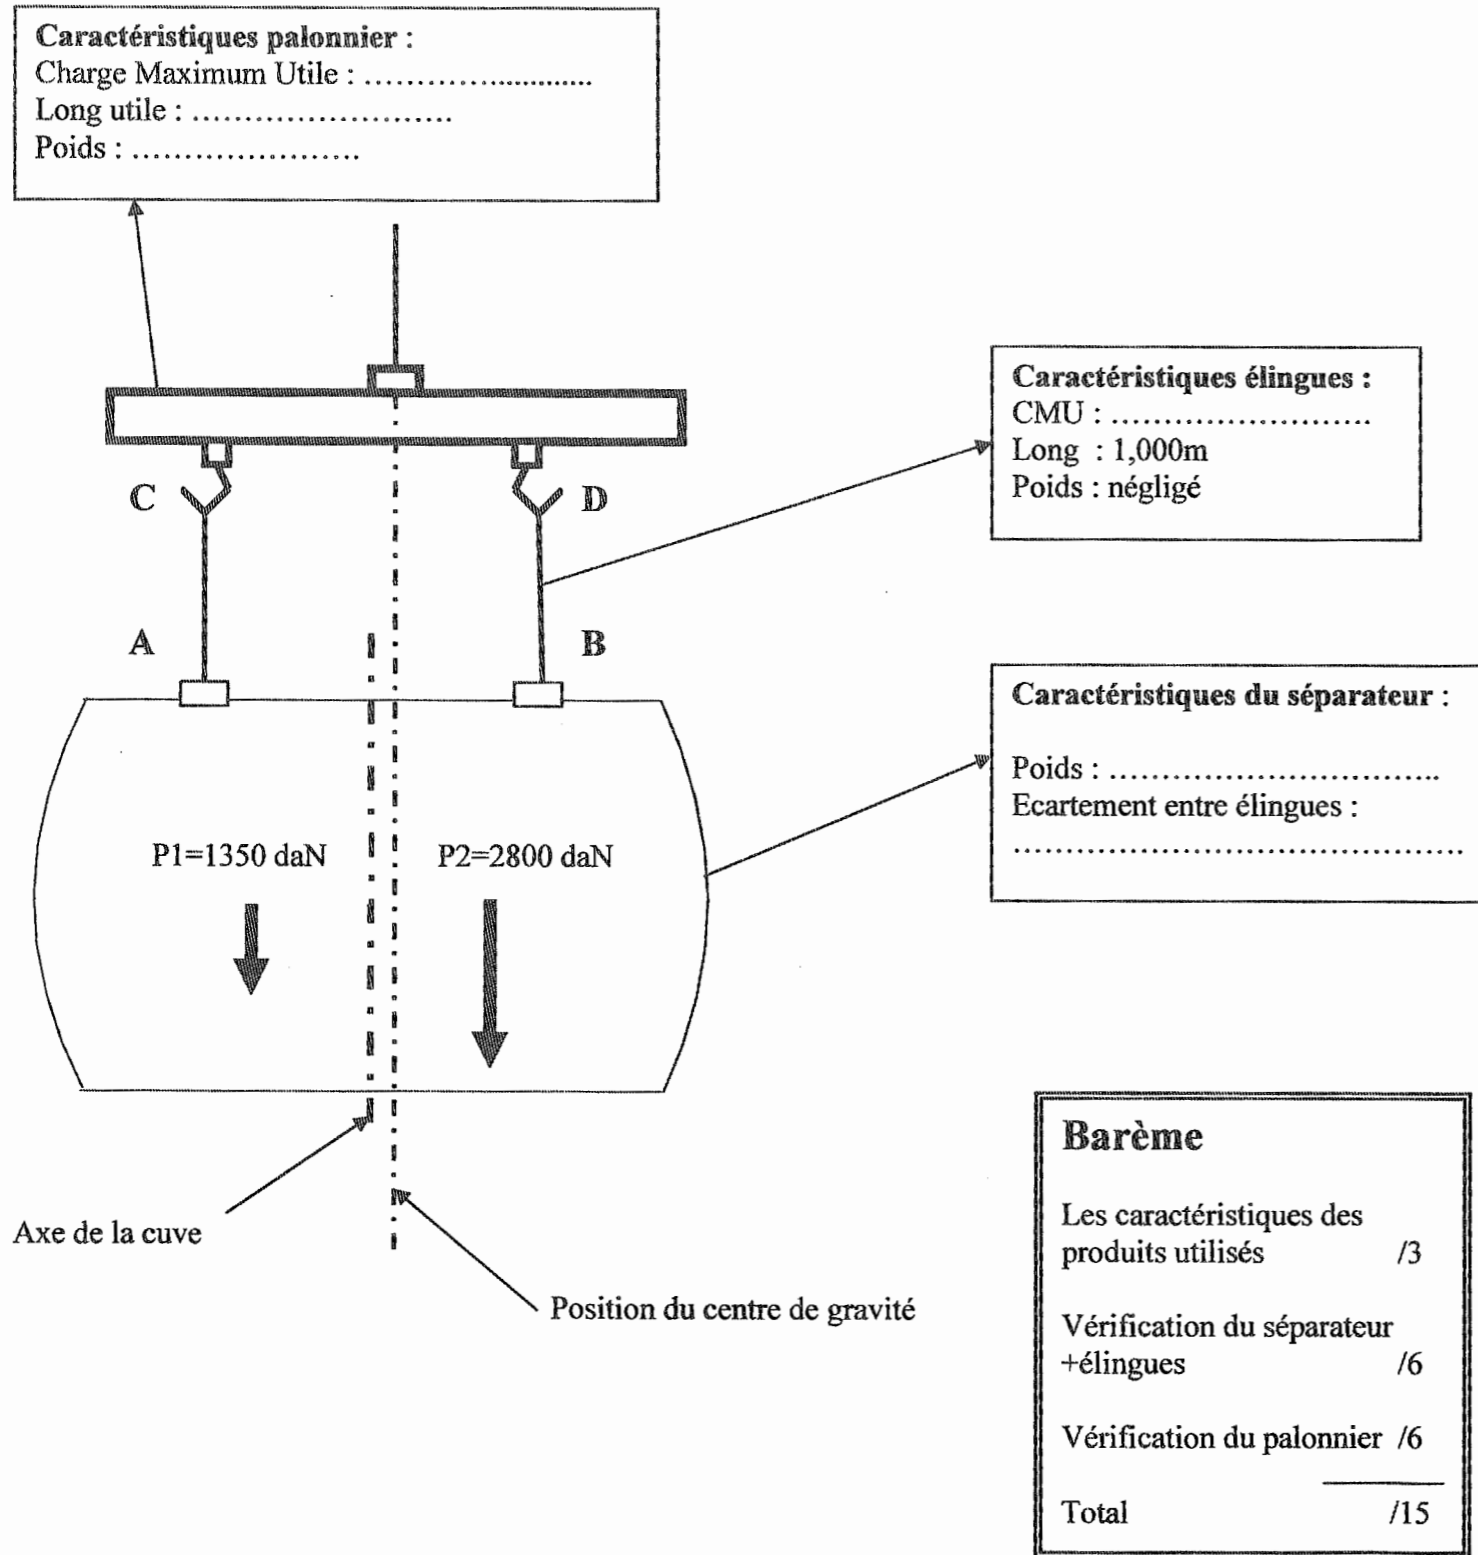 Caractéristiques palonnier :
Charge Maximum Utile : ............................
Long utile : .........................
Poids : ......................
Caractéristiques élingues :
CMU : .........................
Long : 1,000m
Poids : négligé
C
D
A
B
Caractéristiques du séparateur :
Poids : ................................
Ecartement entre élingues :
............................................
P1=1350 daN
P2=2800 daN
Axe de la cuve
Position du centre de gravité
Barème
Les caractéristiques des
produits utilisés /3
Vérification du séparateur
+élingues /6
Vérification du palonnier /6
Total /15